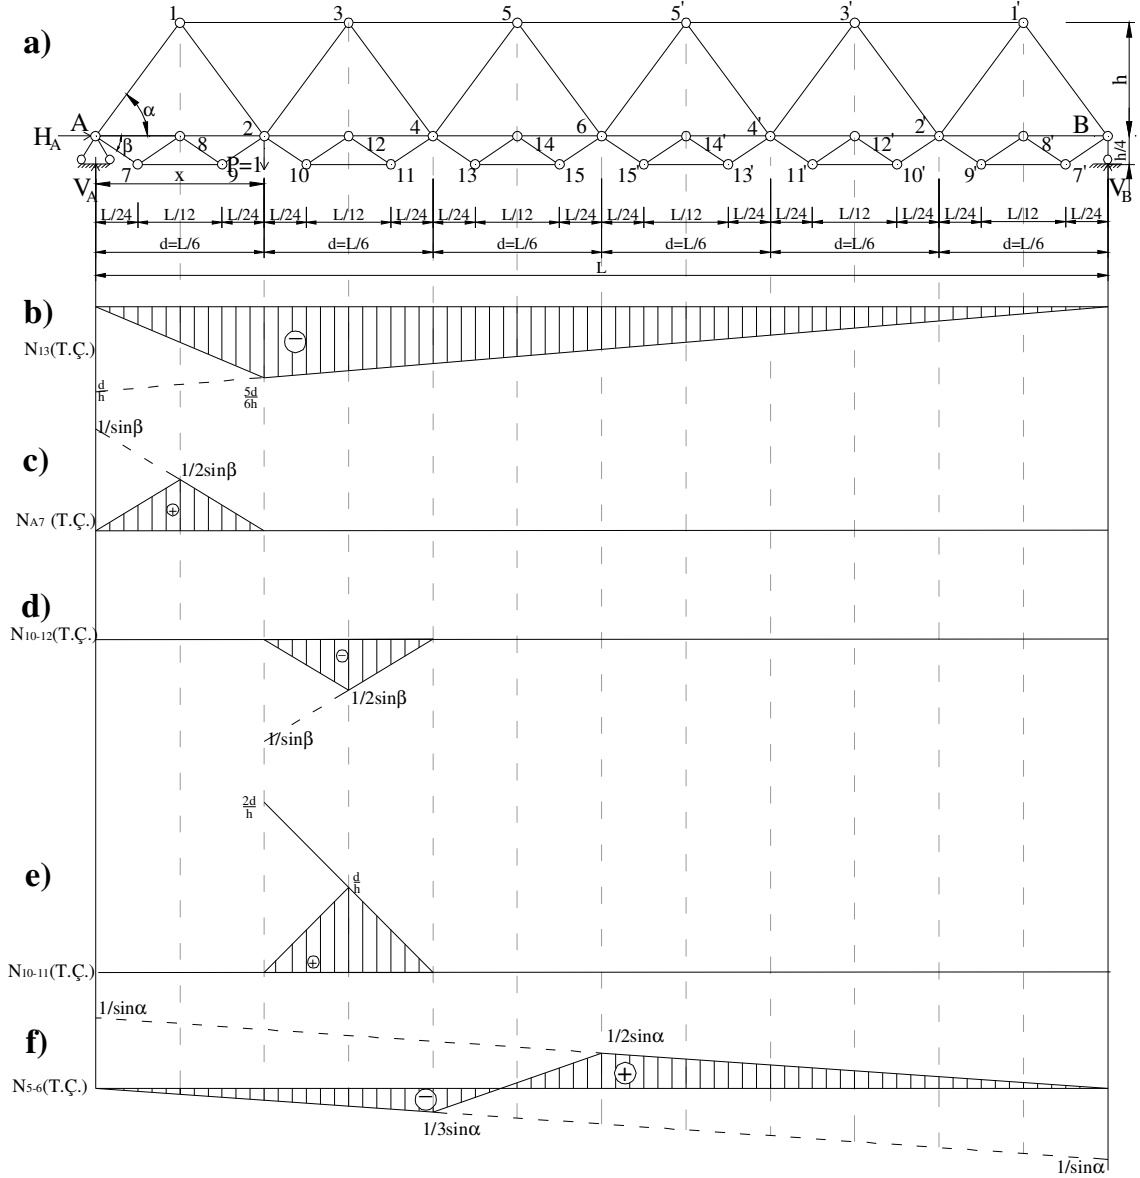 a)
1 3 5 5' 3' 1'
α
h
H_A A 8 2 12 4 14 6 14' 4' 12' 2' 8' B
β
7 9 P=1 10 11 13 15 15' 13' 11' 10' 9' 7'
h/4
V_A x V_B
L/24 L/12 L/24 L/24 L/12 L/24 L/24 L/12 L/24 L/24 L/12 L/24 L/24 L/12 L/24 L/24 L/12 L/24
d=L/6 d=L/6 d=L/6 d=L/6 d=L/6 d=L/6
L
b)
N13(T.Ç.)
−
d/h
5d/6h
1/sinβ
c)
1/2sinβ
NA7 (T.Ç.)
+
d)
N10-12(T.Ç.)
−
1/2sinβ
1/sinβ
2d/h
e)
d/h
N10-11(T.Ç.)
+
1/sinα
f)
1/2sinα
N5-6(T.Ç.)
+
−
1/3sinα
1/sinα